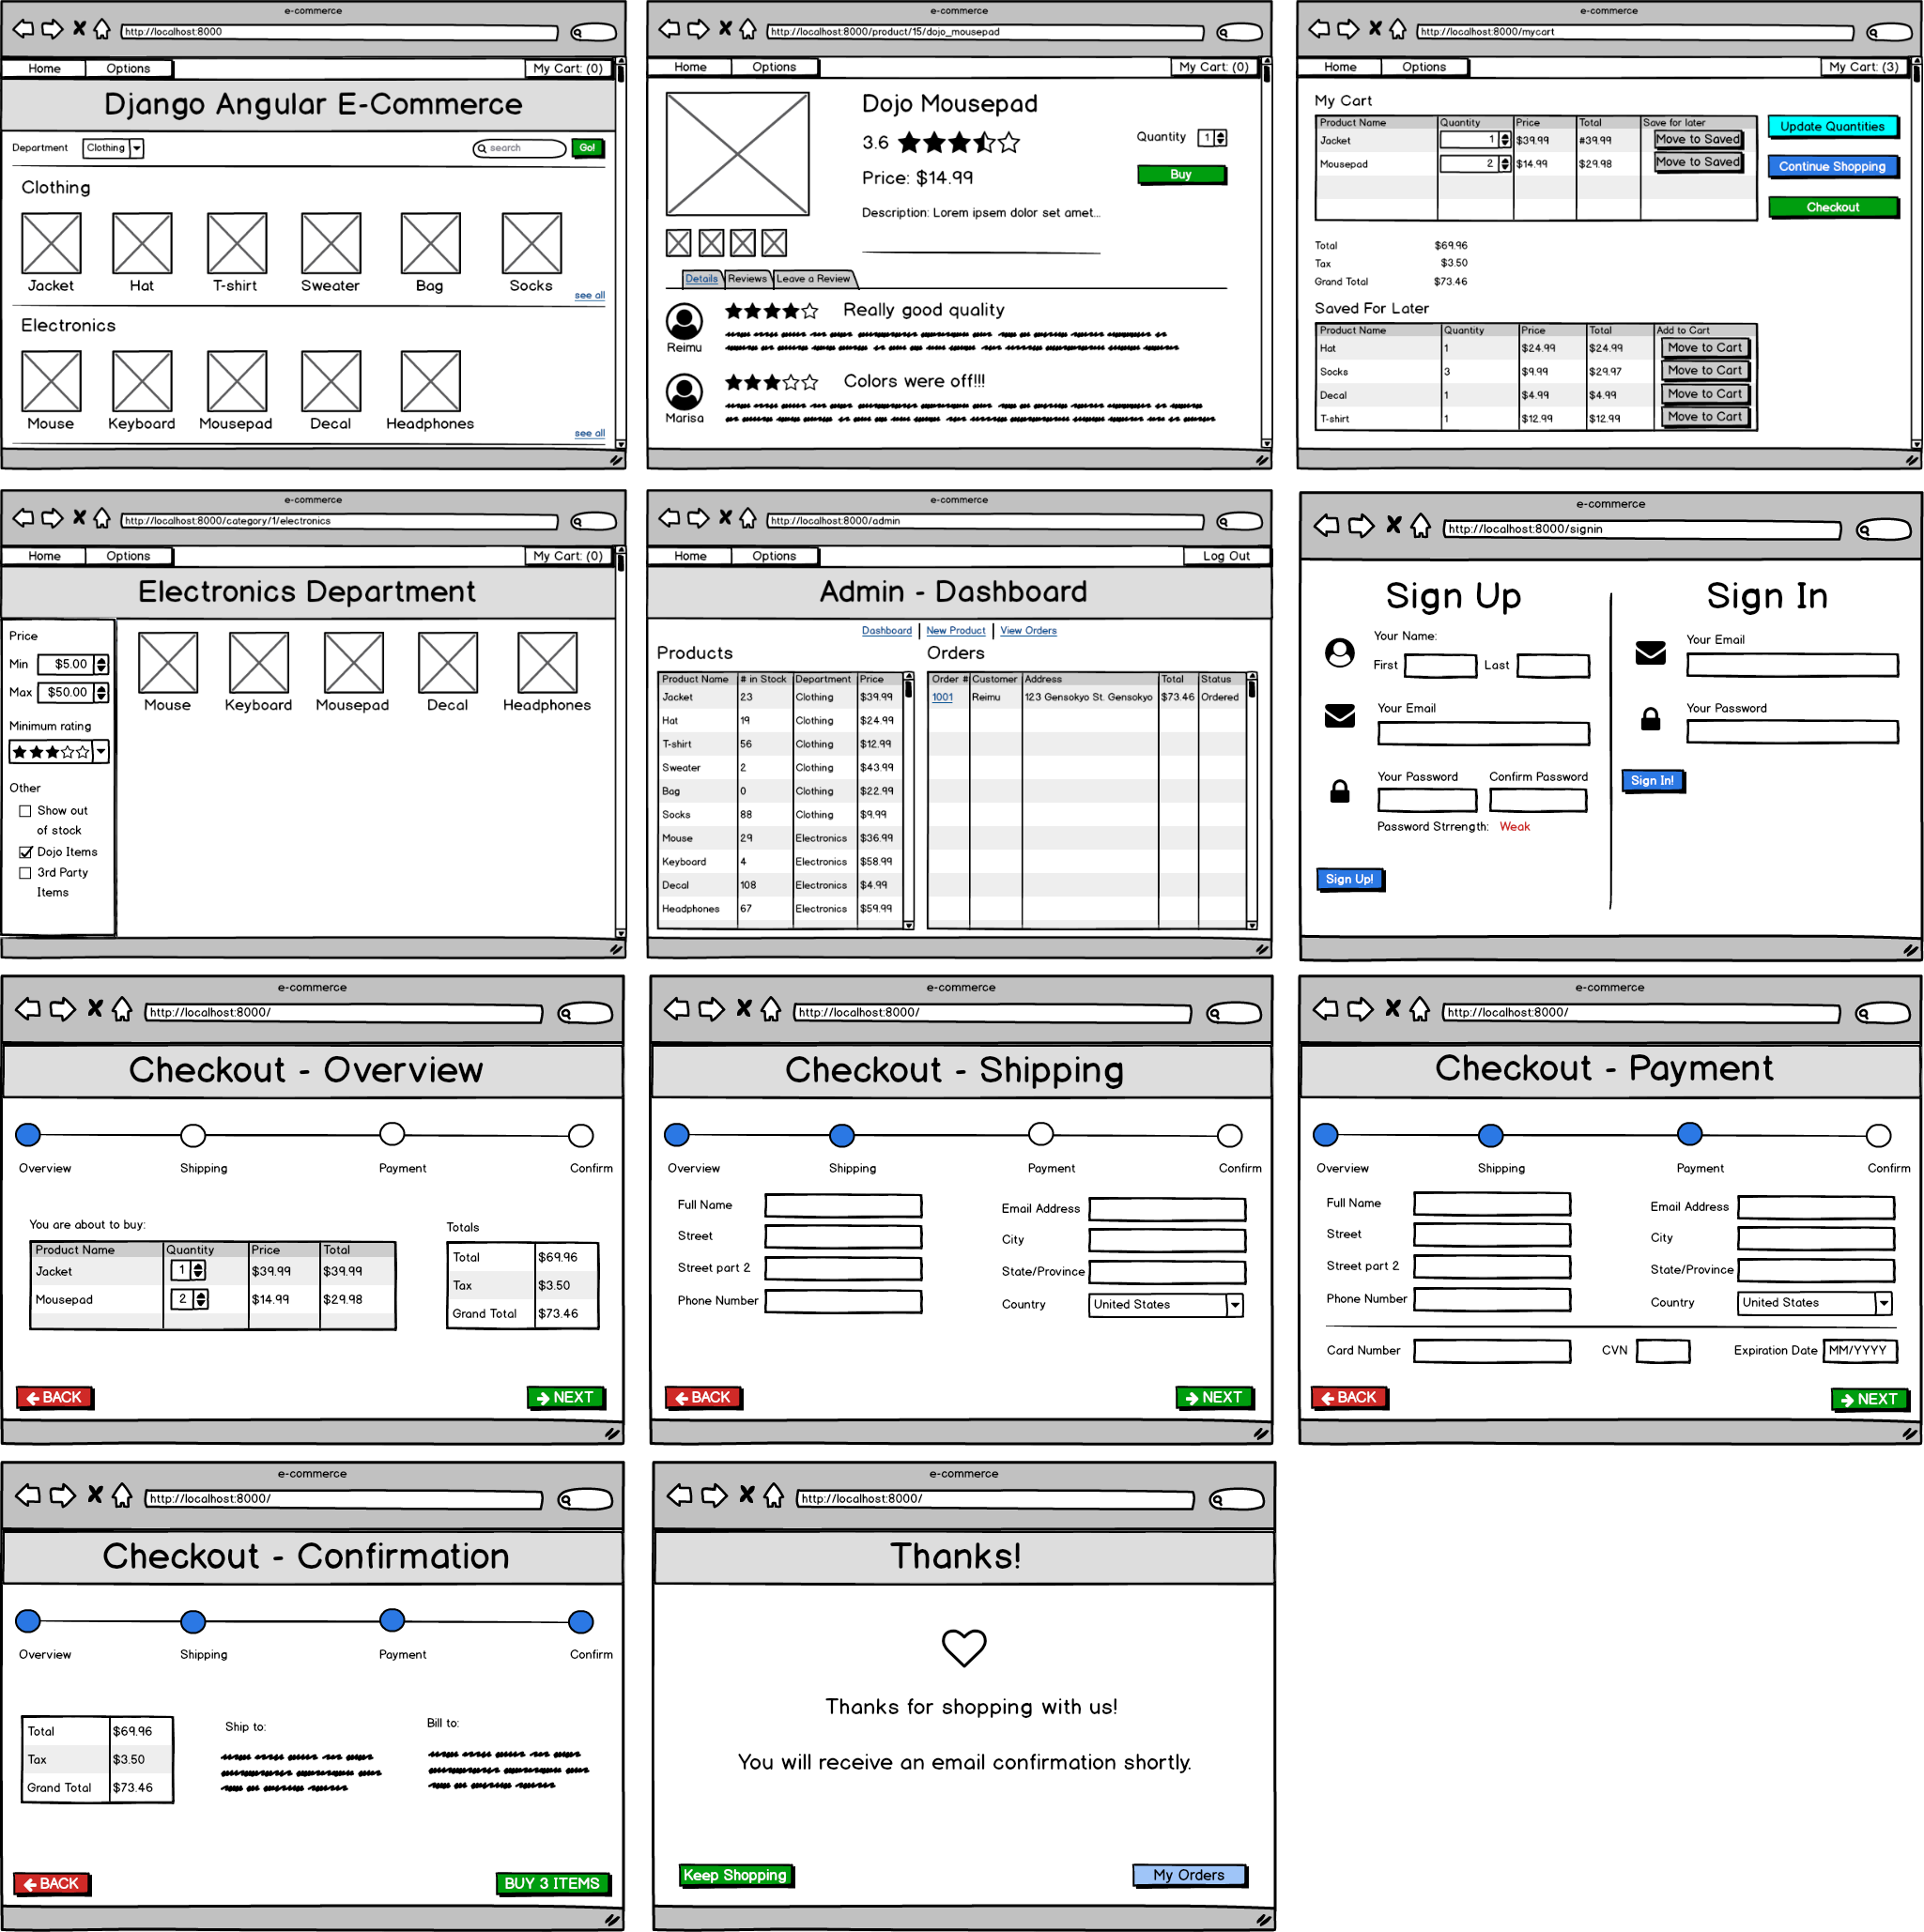 e-commerce
http://localhost:8000
Home Options My Cart: (0)
Django Angular E-Commerce
Department Clothing search Go!
Clothing
Jacket Hat T-shirt Sweater Bag Socks
see all
Electronics
Mouse Keyboard Mousepad Decal Headphones
see all
e-commerce
http://localhost:8000/product/15/dojo_mousepad
Home Options My Cart: (0)
Dojo Mousepad
3.6
Quantity 1
Price: $14.99
Buy
Description: Lorem ipsem dolor set amet...
Details Reviews Leave a Review
Really good quality
Reimu
Colors were off!!!
Marisa
e-commerce
http://localhost:8000/mycart
Home Options My Cart: (3)
My Cart
Product Name Quantity Price Total Save for later
Jacket 1 $39.99 #39.99 Move to Saved
Mousepad 2 $14.99 $29.98 Move to Saved
Update Quantities
Continue Shopping
Checkout
Total $69.96
Tax $3.50
Grand Total $73.46
Saved For Later
Product Name Quantity Price Total Add to Cart
Hat 1 $24.99 $24.99 Move to Cart
Socks 3 $9.99 $29.97 Move to Cart
Decal 1 $4.99 $4.99 Move to Cart
T-shirt 1 $12.99 $12.99 Move to Cart
e-commerce
http://localhost:8000/category/1/electronics
Home Options My Cart: (0)
Electronics Department
Price
Min $5.00
Max $50.00
Minimum rating
Other
Show out
of stock
Dojo Items
3rd Party
Items
Mouse Keyboard Mousepad Decal Headphones
e-commerce
http://localhost:8000/admin
Home Options Log Out
Admin - Dashboard
Dashboard New Product View Orders
Products
Product Name # in Stock Department Price
Jacket 23 Clothing $39.99
Hat 19 Clothing $24.99
T-shirt 56 Clothing $12.99
Sweater 2 Clothing $43.99
Bag 0 Clothing $22.99
Socks 88 Clothing $9.99
Mouse 29 Electronics $36.99
Keyboard 4 Electronics $58.99
Decal 108 Electronics $4.99
Headphones 67 Electronics $59.99
Orders
Order # Customer Address Total Status
1001 Reimu 123 Gensokyo St. Gensokyo $73.46 Ordered
e-commerce
http://localhost:8000/signin
Sign Up
Your Name:
First Last
Your Email
Your Password Confirm Password
Password Strrength: Weak
Sign Up!
Sign In
Your Email
Your Password
Sign In!
e-commerce
http://localhost:8000/
Checkout - Overview
Overview Shipping Payment Confirm
You are about to buy:
Product Name Quantity Price Total
Jacket 1 $39.99 $39.99
Mousepad 2 $14.99 $29.98
Totals
Total $69.96
Tax $3.50
Grand Total $73.46
BACK NEXT
e-commerce
http://localhost:8000/
Checkout - Shipping
Overview Shipping Payment Confirm
Full Name Email Address
Street City
Street part 2 State/Province
Phone Number Country United States
BACK NEXT
e-commerce
http://localhost:8000/
Checkout - Payment
Overview Shipping Payment Confirm
Full Name Email Address
Street City
Street part 2 State/Province
Phone Number Country United States
Card Number CVN Expiration Date MM/YYYY
BACK NEXT
e-commerce
http://localhost:8000/
Checkout - Confirmation
Overview Shipping Payment Confirm
Total $69.96
Tax $3.50
Grand Total $73.46
Ship to:
Bill to:
BACK BUY 3 ITEMS
e-commerce
http://localhost:8000/
Thanks!
Thanks for shopping with us!
You will receive an email confirmation shortly.
Keep Shopping My Orders